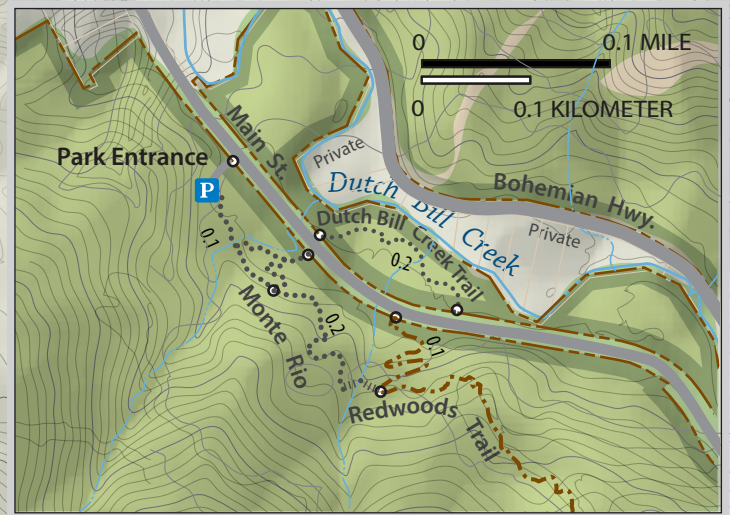 0 0.1 MILE
0 0.1 KILOMETER
Main St.
Park Entrance
P
Private
Dutch Bill Creek
Bohemian Hwy.
Private
Dutch Bill Creek Trail
0.1
0.2
Monte Rio
0.2
0.1
Redwoods
Trail